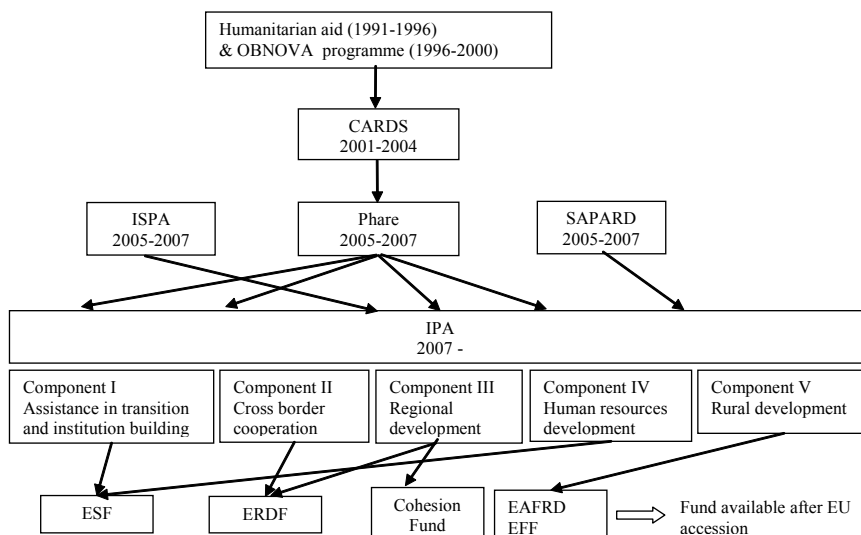 Humanitarian aid (1991-1996)
& OBNOVA programme (1996-2000)
CARDS
2001-2004
ISPA
2005-2007
Phare
2005-2007
SAPARD
2005-2007
IPA
2007 -
Component I
Assistance in transition
and institution building
Component II
Cross border
cooperation
Component III
Regional
development
Component IV
Human resources
development
Component V
Rural development
ESF
ERDF
Cohesion
Fund
EAFRD
EFF
Fund available after EU
accession